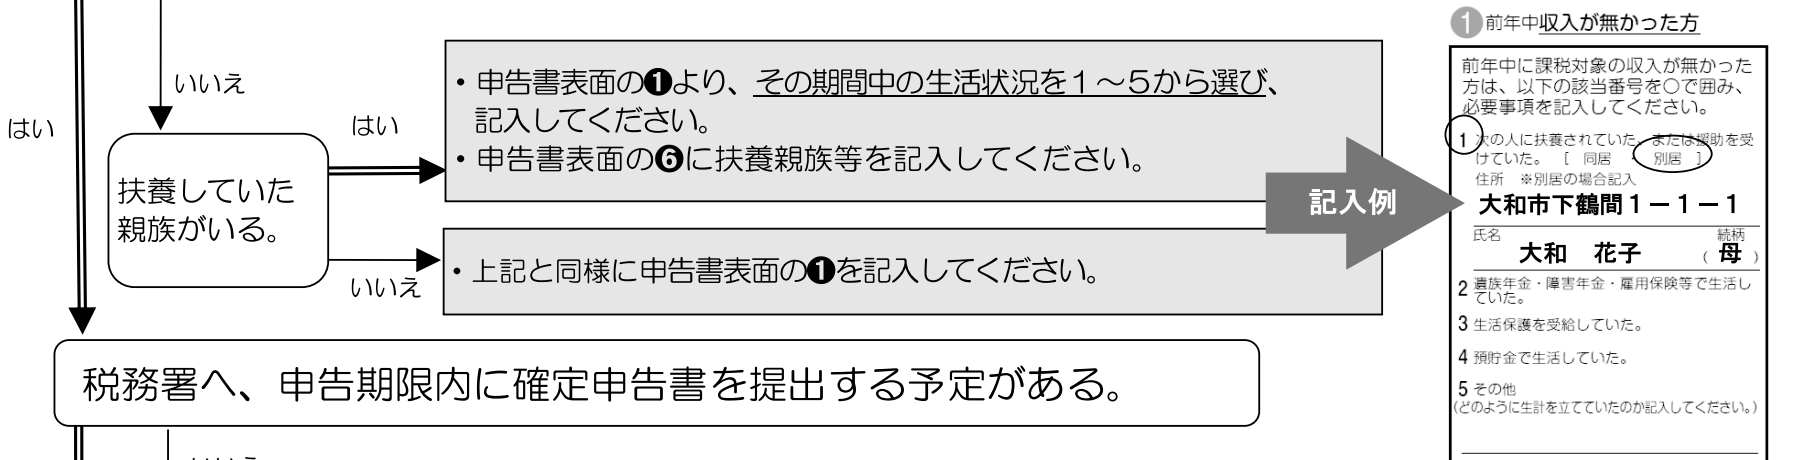 はい
いいえ
扶養していた
親族がいる。
はい
・申告書表面の❶より、その期間中の生活状況を１～５から選び、
記入してください。
・申告書表面の❻に扶養親族等を記入してください。
いいえ
・上記と同様に申告書表面の❶を記入してください。
記入例
税務署へ、申告期限内に確定申告書を提出する予定がある。
❶前年中収入が無かった方
前年中に課税対象の収入が無かった
方は、以下の該当番号を○で囲み、
必要事項を記入してください。
1 次の人に扶養されていた、または援助を受
けていた。［ 同居 ・ 別居 ］
住所 ※別居の場合記入
大和市下鶴間１－１－１
氏名 続柄
大和 花子 （ 母 ）
2 遺族年金・障害年金・雇用保険等で生活し
ていた。
3 生活保護を受給していた。
4 預貯金で生活していた。
5 その他
(どのように生計を立てていたのか記入してください。)